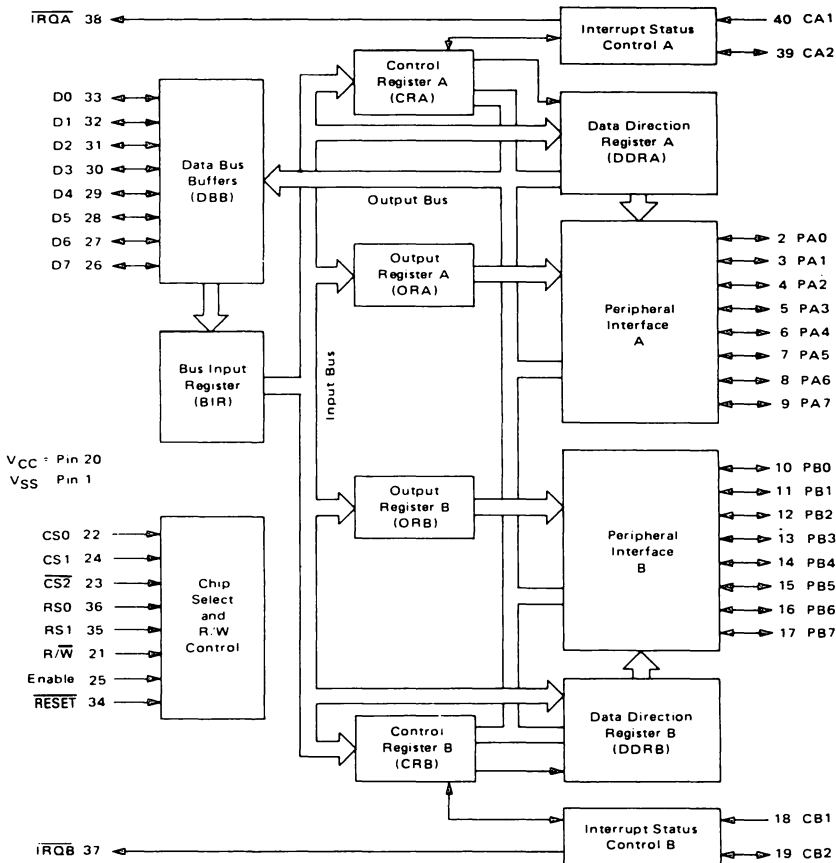 IRQA 38
40 CA1
39 CA2
Interrupt Status
Control A
Control
Register A
(CRA)
D0 33
D1 32
D2 31
D3 30
D4 29
D5 28
D6 27
D7 26
Data Bus
Buffers
(DBB)
Data Direction
Register A
(DDRA)
Output Bus
Output
Register A
(ORA)
Peripheral
Interface
A
2 PA0
3 PA1
4 PA2
5 PA3
6 PA4
7 PA5
8 PA6
9 PA7
Bus Input
Register
(BIR)
Input Bus
VCC = Pin 20
VSS Pin 1
CS0 22
CS1 24
CS2 23
RS0 36
RS1 35
R/W 21
Enable 25
RESET 34
Chip
Select
and
R/W
Control
Output
Register B
(ORB)
Peripheral
Interface
B
10 PB0
11 PB1
12 PB2
13 PB3
14 PB4
15 PB5
16 PB6
17 PB7
Control
Register B
(CRB)
Data Direction
Register B
(DDRB)
Interrupt Status
Control B
18 CB1
19 CB2
IRQB 37